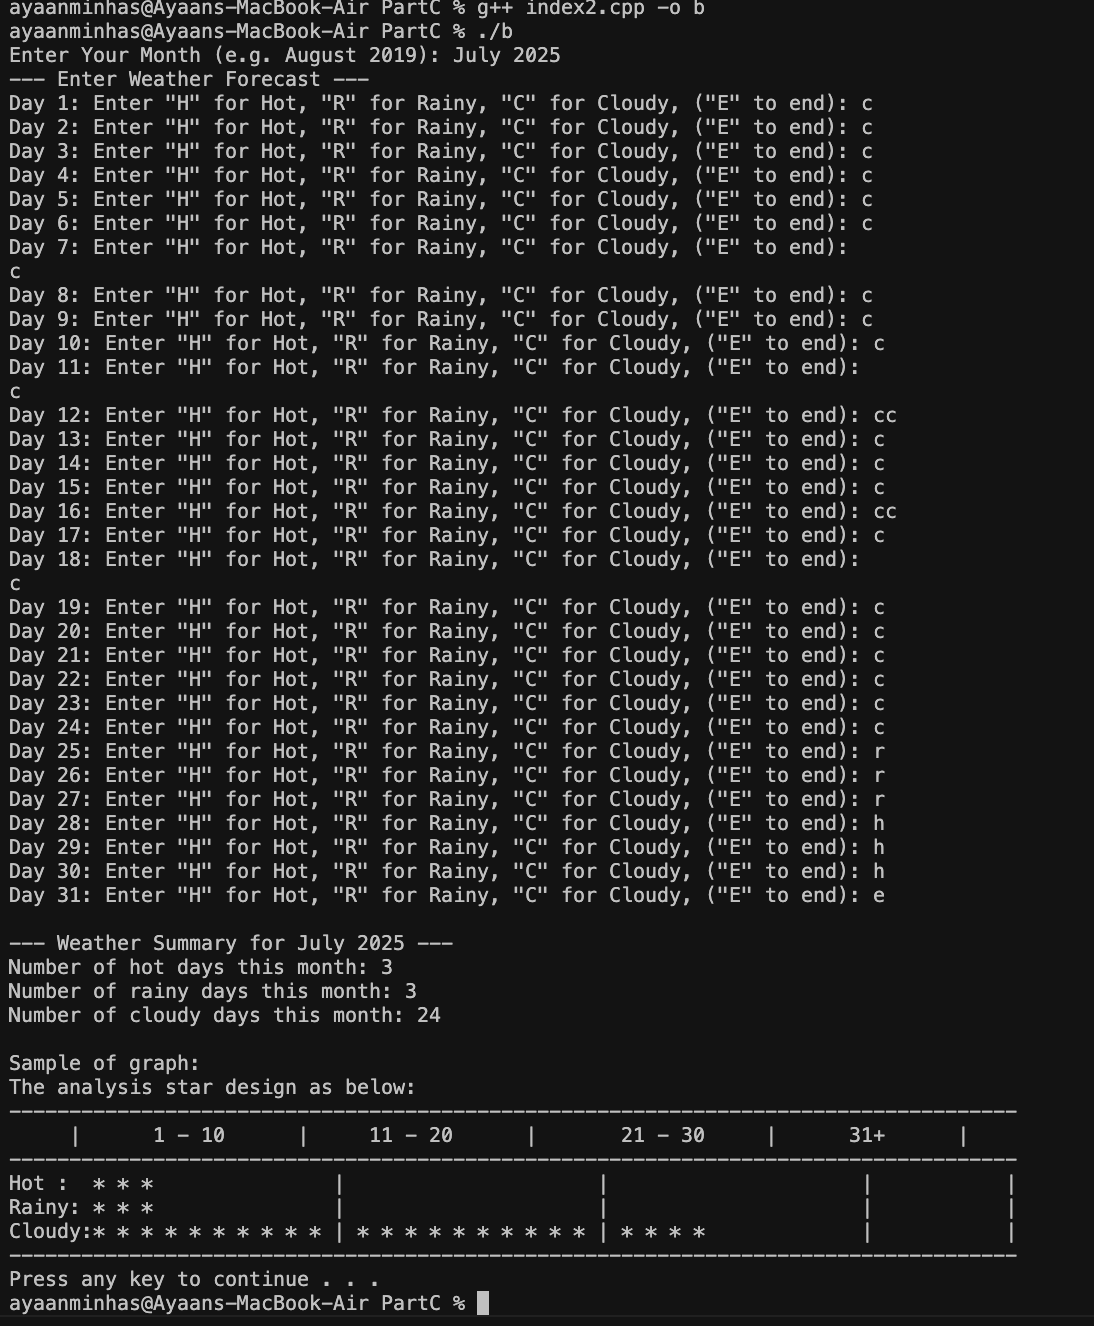 ayaanminhas@Ayaans-MacBook-Air PartC % g++ index2.cpp -o b
ayaanminhas@Ayaans-MacBook-Air PartC % ./b
Enter Your Month (e.g. August 2019): July 2025
--- Enter Weather Forecast ---
Day 1: Enter "H" for Hot, "R" for Rainy, "C" for Cloudy, ("E" to end): c
Day 2: Enter "H" for Hot, "R" for Rainy, "C" for Cloudy, ("E" to end): c
Day 3: Enter "H" for Hot, "R" for Rainy, "C" for Cloudy, ("E" to end): c
Day 4: Enter "H" for Hot, "R" for Rainy, "C" for Cloudy, ("E" to end): c
Day 5: Enter "H" for Hot, "R" for Rainy, "C" for Cloudy, ("E" to end): c
Day 6: Enter "H" for Hot, "R" for Rainy, "C" for Cloudy, ("E" to end): c
Day 7: Enter "H" for Hot, "R" for Rainy, "C" for Cloudy, ("E" to end):
c
Day 8: Enter "H" for Hot, "R" for Rainy, "C" for Cloudy, ("E" to end): c
Day 9: Enter "H" for Hot, "R" for Rainy, "C" for Cloudy, ("E" to end): c
Day 10: Enter "H" for Hot, "R" for Rainy, "C" for Cloudy, ("E" to end): c
Day 11: Enter "H" for Hot, "R" for Rainy, "C" for Cloudy, ("E" to end):
c
Day 12: Enter "H" for Hot, "R" for Rainy, "C" for Cloudy, ("E" to end): cc
Day 13: Enter "H" for Hot, "R" for Rainy, "C" for Cloudy, ("E" to end): c
Day 14: Enter "H" for Hot, "R" for Rainy, "C" for Cloudy, ("E" to end): c
Day 15: Enter "H" for Hot, "R" for Rainy, "C" for Cloudy, ("E" to end): c
Day 16: Enter "H" for Hot, "R" for Rainy, "C" for Cloudy, ("E" to end): cc
Day 17: Enter "H" for Hot, "R" for Rainy, "C" for Cloudy, ("E" to end): c
Day 18: Enter "H" for Hot, "R" for Rainy, "C" for Cloudy, ("E" to end):
c
Day 19: Enter "H" for Hot, "R" for Rainy, "C" for Cloudy, ("E" to end): c
Day 20: Enter "H" for Hot, "R" for Rainy, "C" for Cloudy, ("E" to end): c
Day 21: Enter "H" for Hot, "R" for Rainy, "C" for Cloudy, ("E" to end): c
Day 22: Enter "H" for Hot, "R" for Rainy, "C" for Cloudy, ("E" to end): c
Day 23: Enter "H" for Hot, "R" for Rainy, "C" for Cloudy, ("E" to end): c
Day 24: Enter "H" for Hot, "R" for Rainy, "C" for Cloudy, ("E" to end): c
Day 25: Enter "H" for Hot, "R" for Rainy, "C" for Cloudy, ("E" to end): r
Day 26: Enter "H" for Hot, "R" for Rainy, "C" for Cloudy, ("E" to end): r
Day 27: Enter "H" for Hot, "R" for Rainy, "C" for Cloudy, ("E" to end): r
Day 28: Enter "H" for Hot, "R" for Rainy, "C" for Cloudy, ("E" to end): h
Day 29: Enter "H" for Hot, "R" for Rainy, "C" for Cloudy, ("E" to end): h
Day 30: Enter "H" for Hot, "R" for Rainy, "C" for Cloudy, ("E" to end): h
Day 31: Enter "H" for Hot, "R" for Rainy, "C" for Cloudy, ("E" to end): e

--- Weather Summary for July 2025 ---
Number of hot days this month: 3
Number of rainy days this month: 3
Number of cloudy days this month: 24

Sample of graph:
The analysis star design as below:
------------------------------------------------------------------------------------
     |      1 - 10      |     11 - 20      |       21 - 30     |      31+      |
------------------------------------------------------------------------------------
Hot :  * * *               |                     |                     |           |
Rainy: * * *               |                     |                     |           |
Cloudy:* * * * * * * * * * | * * * * * * * * * * | * * * *             |           |
------------------------------------------------------------------------------------
Press any key to continue . . .
ayaanminhas@Ayaans-MacBook-Air PartC %